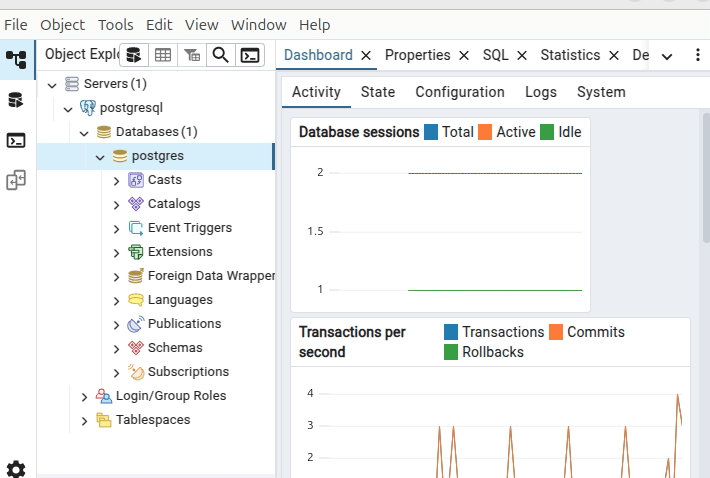 File Object Tools Edit View Window Help
Object Explo
Dashboard Properties SQL Statistics De
Servers (1)
postgresql
Databases (1)
postgres
Casts
Catalogs
Event Triggers
Extensions
Foreign Data Wrapper
Languages
Publications
Schemas
Subscriptions
Login/Group Roles
Tablespaces
Activity State Configuration Logs System
Database sessions Total Active Idle
2
1.5
1
Transactions per second Transactions Commits Rollbacks
4
3
2